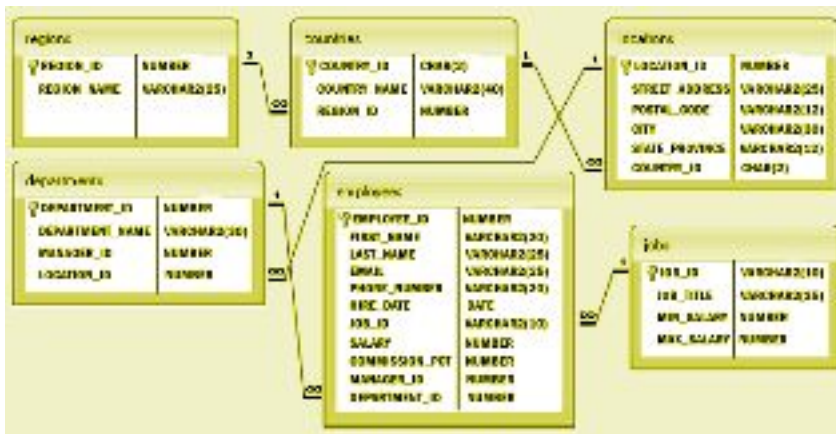 regions
REGION_ID NUMBER
REGION_NAME VARCHAR2(25)
countries
COUNTRY_ID CHAR(2)
COUNTRY_NAME VARCHAR2(40)
REGION_ID NUMBER
locations
LOCATION_ID NUMBER
STREET_ADDRESS VARCHAR2(25)
POSTAL_CODE VARCHAR2(12)
CITY VARCHAR2(30)
STATE_PROVINCE VARCHAR2(12)
COUNTRY_ID CHAR(2)
departments
DEPARTMENT_ID NUMBER
DEPARTMENT_NAME VARCHAR2(30)
MANAGER_ID NUMBER
LOCATION_ID NUMBER
employees
EMPLOYEE_ID NUMBER
FIRST_NAME VARCHAR2(20)
LAST_NAME VARCHAR2(25)
EMAIL VARCHAR2(25)
PHONE_NUMBER VARCHAR2(20)
HIRE_DATE DATE
JOB_ID VARCHAR2(10)
SALARY NUMBER
COMMISSION_PCT NUMBER
MANAGER_ID NUMBER
DEPARTMENT_ID NUMBER
jobs
JOB_ID VARCHAR2(10)
JOB_TITLE VARCHAR2(35)
MIN_SALARY NUMBER
MAX_SALARY NUMBER